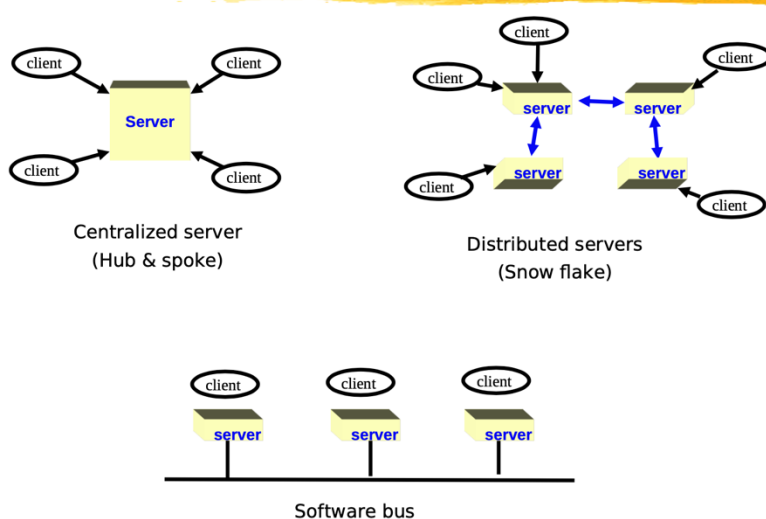 client
client
Server
client
client
Centralized server
(Hub & spoke)
client
client
client
server
server
server
server
client
client
Distributed servers
(Snow flake)
client
client
client
server
server
server
Software bus